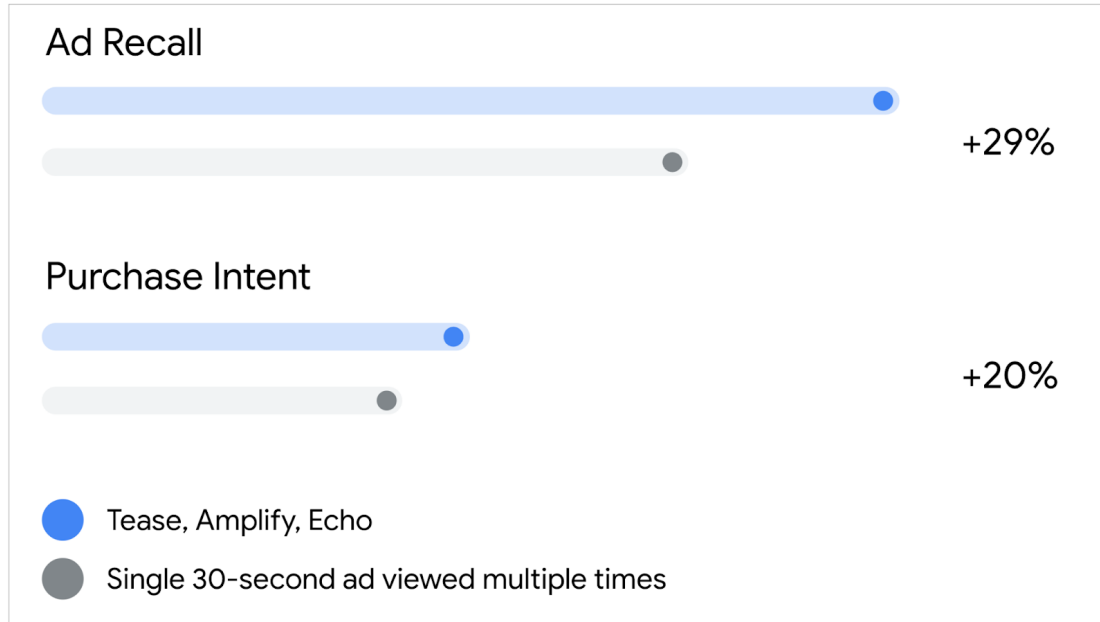 Ad Recall
+29%
Purchase Intent
+20%
Tease, Amplify, Echo
Single 30-second ad viewed multiple times